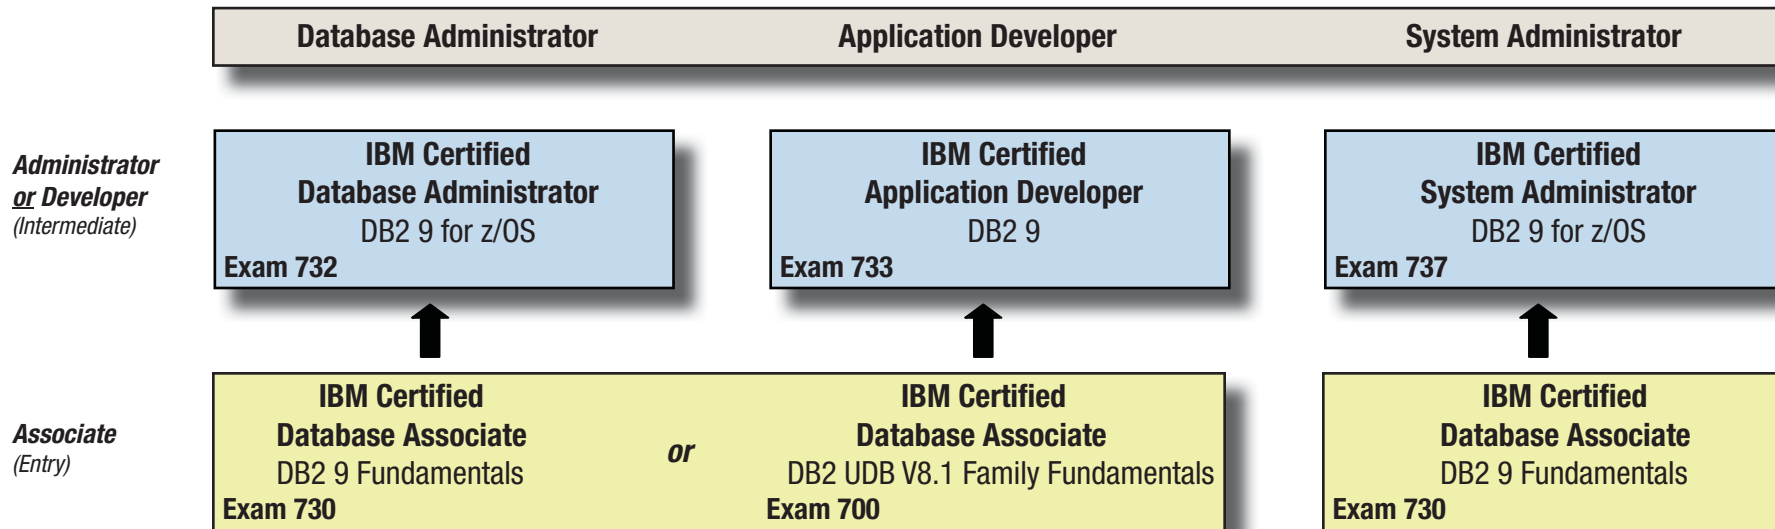 Database Administrator
Application Developer
System Administrator
Administrator
or Developer
(Intermediate)
IBM Certified
Database Administrator
DB2 9 for z/OS
Exam 732
IBM Certified
Application Developer
DB2 9
Exam 733
IBM Certified
System Administrator
DB2 9 for z/OS
Exam 737
Associate
(Entry)
IBM Certified
Database Associate
DB2 9 Fundamentals
Exam 730
or
IBM Certified
Database Associate
DB2 UDB V8.1 Family Fundamentals
Exam 700
IBM Certified
Database Associate
DB2 9 Fundamentals
Exam 730